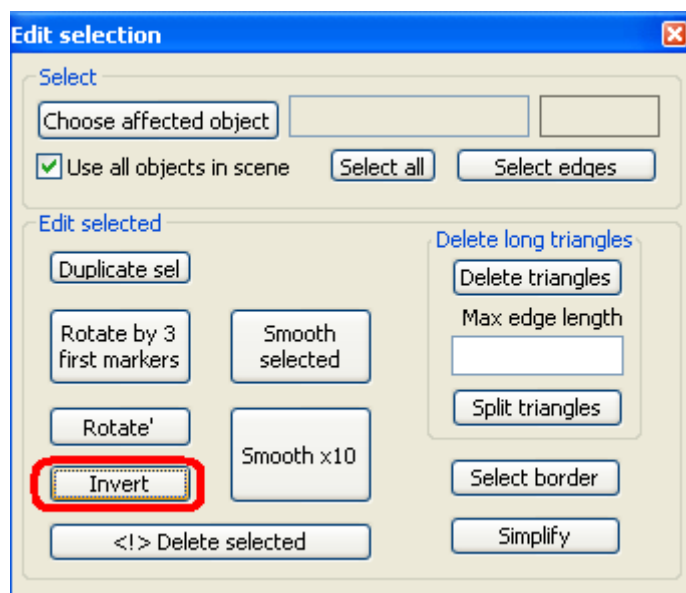 Edit selection
Select
Choose affected object
Use all objects in scene
Select all
Select edges
Edit selected
Duplicate sel
Rotate by 3
first markers
Smooth
selected
Rotate'
Invert
Smooth x10
<!> Delete selected
Delete long triangles
Delete triangles
Max edge length
Split triangles
Select border
Simplify